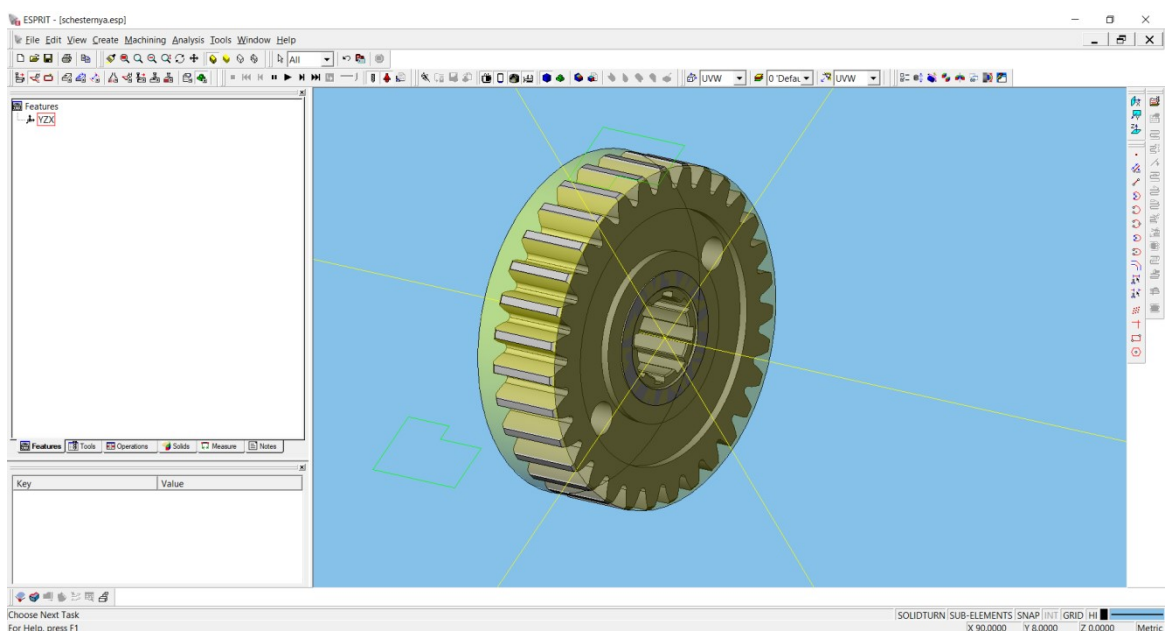 ESPRIT - [schesternya.esp]
File Edit View Create Machining Analysis Tools Window Help
All
UVW 0 'Defau UVW
Features
YZX
Features Tools Operations Solids Measure Notes
Key Value
Choose Next Task SOLIDTURN SUB-ELEMENTS SNAP INT GRID HI
For Help, press F1 X 90.0000 Y 8.0000 Z 0.0000 Metric